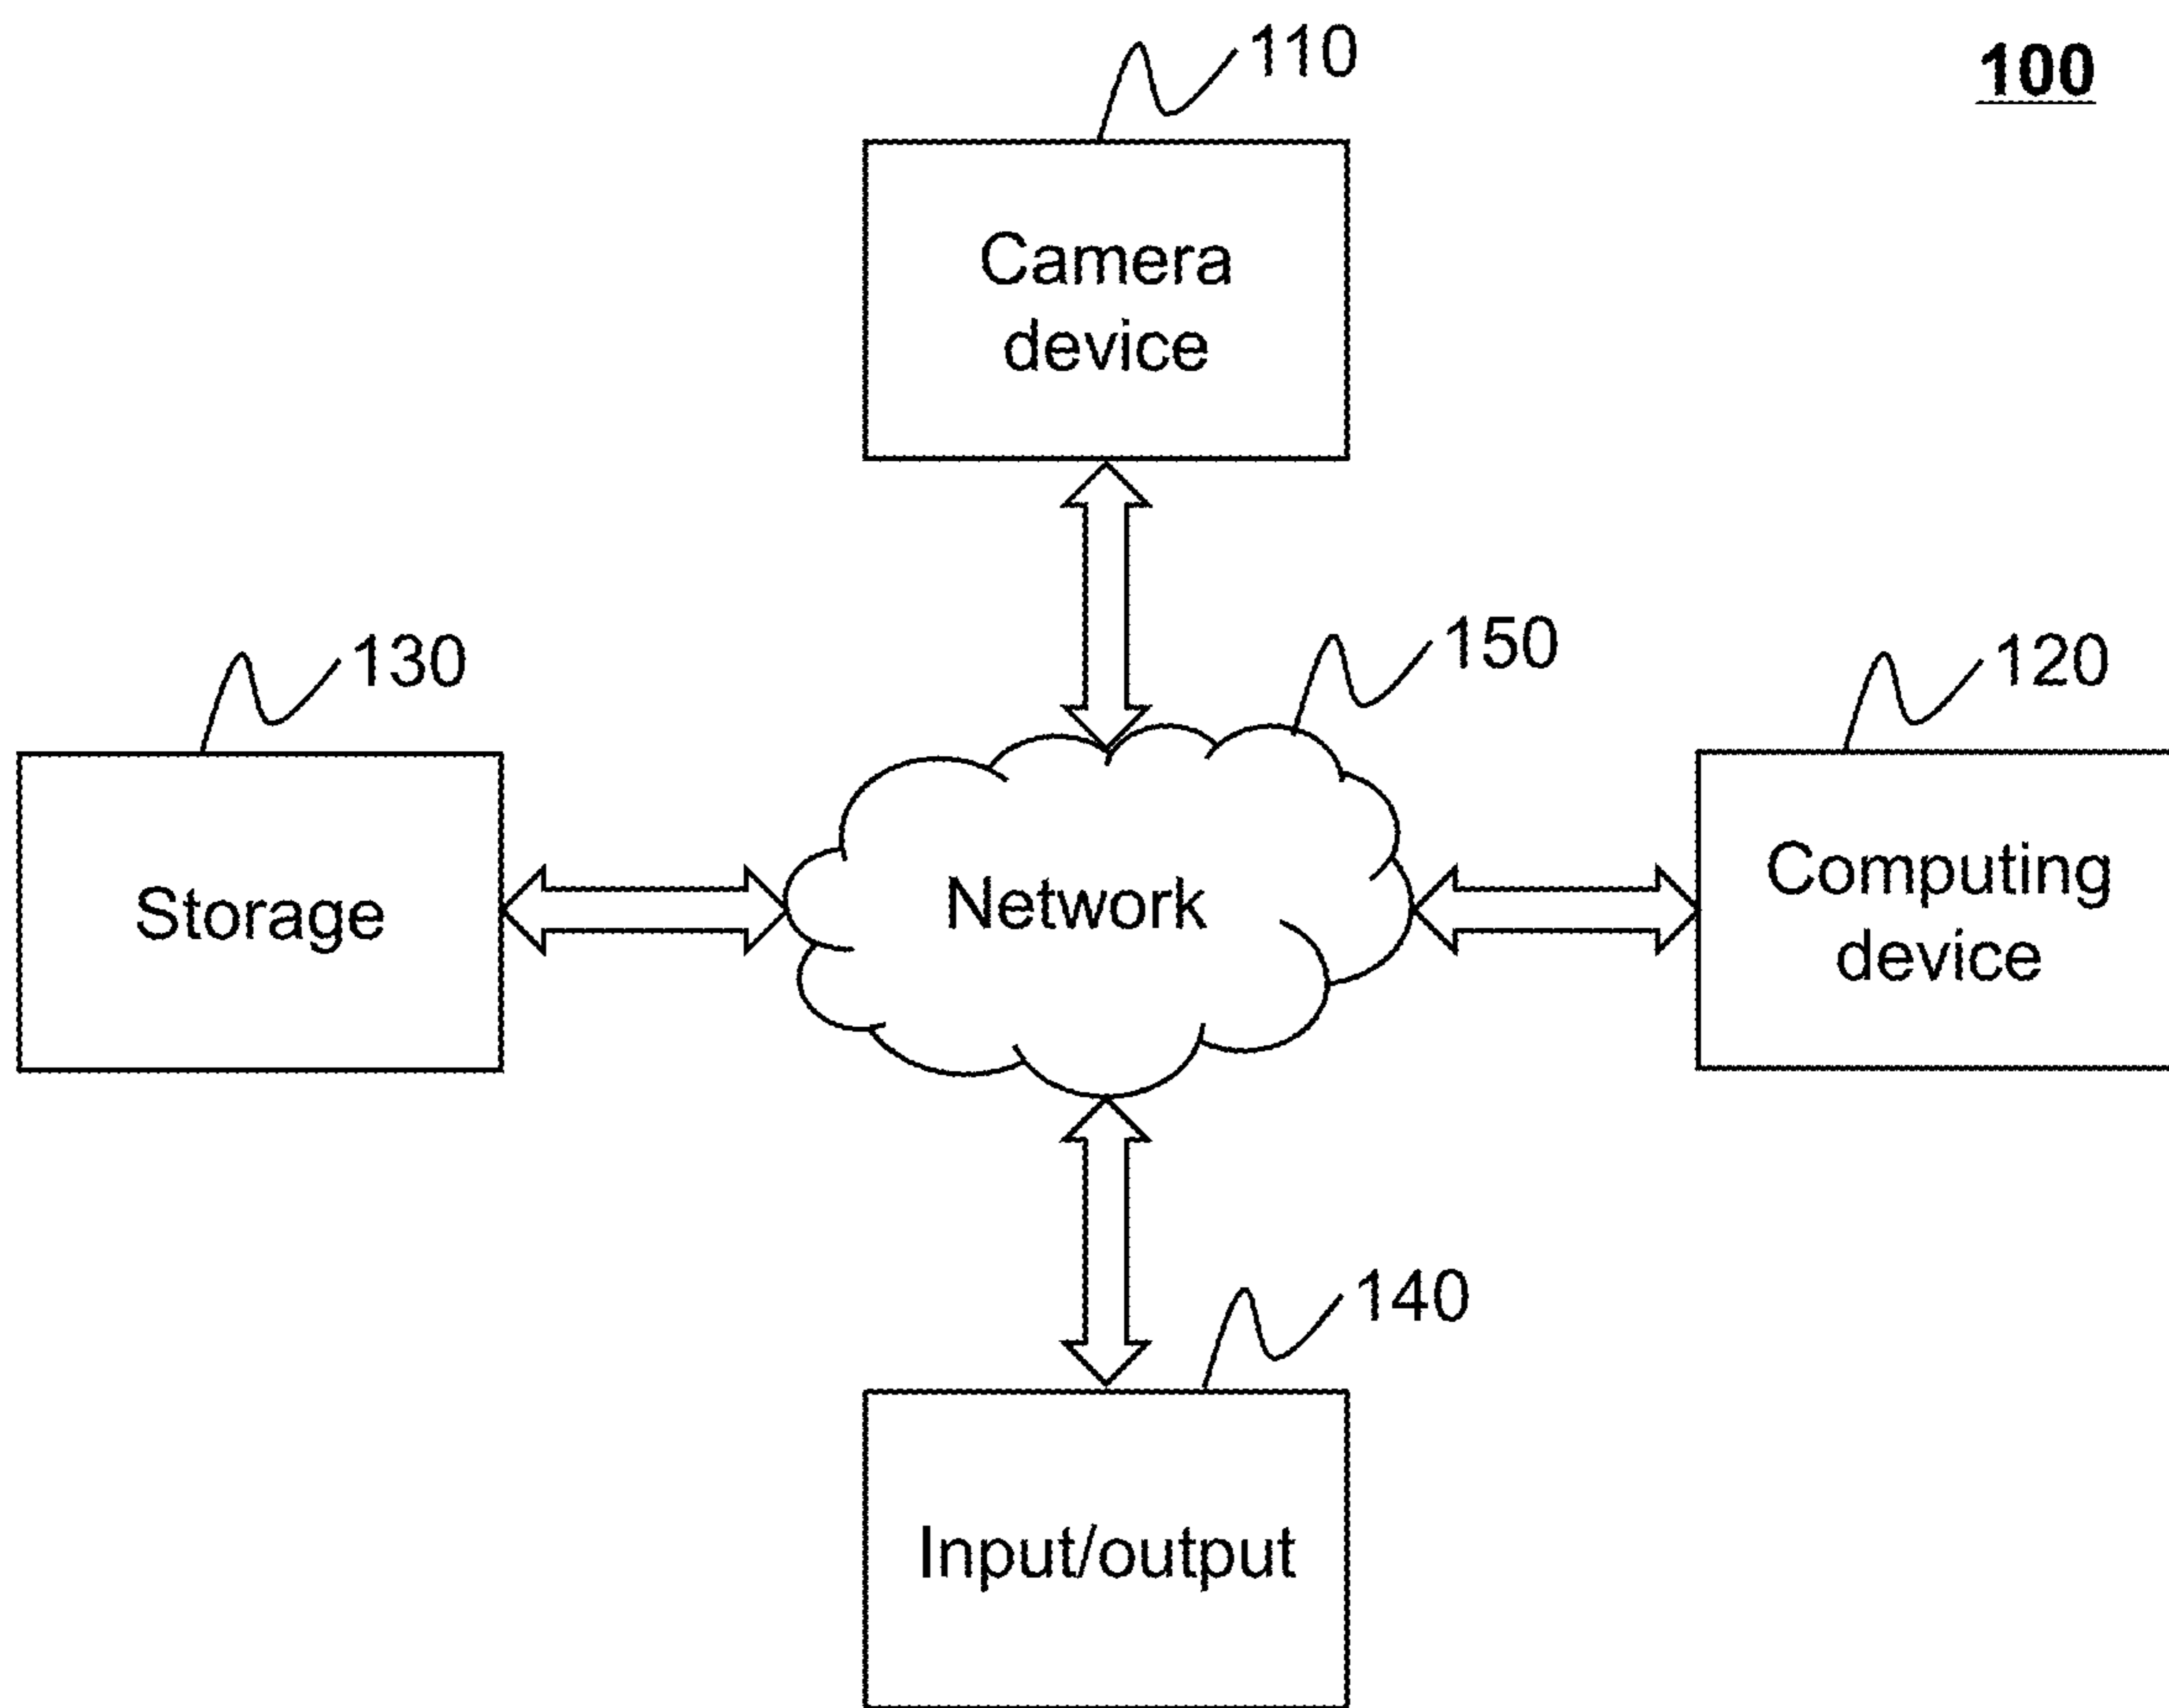 110
100
Camera
device
130
150
120
Storage
Network
Computing
device
140
Input/output